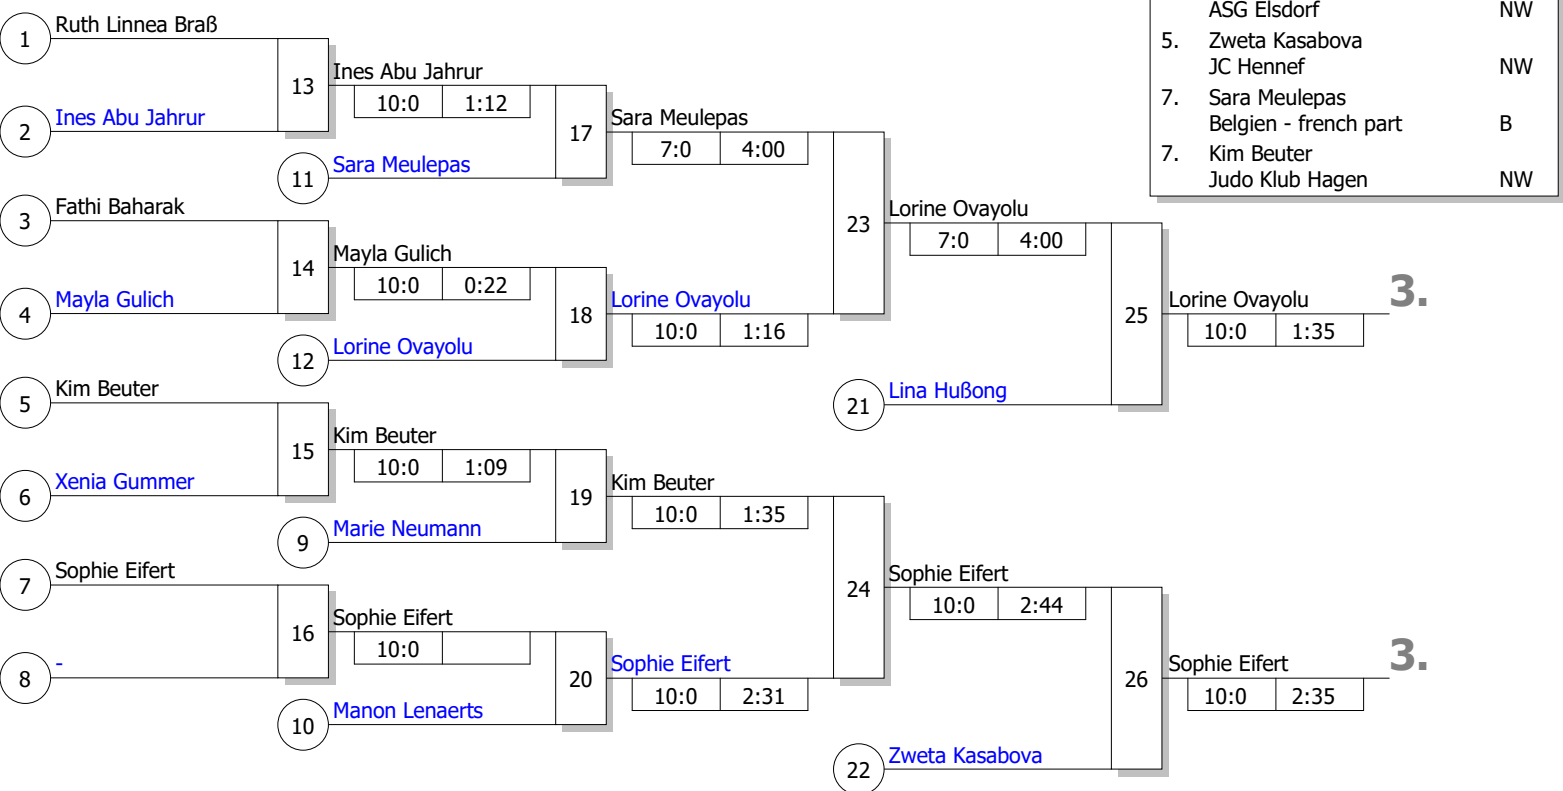 ASG Elsdorf NW
5. Zweta Kasabova
JC Hennef NW
7. Sara Meulepas
Belgien - french part B
7. Kim Beuter
Judo Klub Hagen NW
1 Ruth Linnea Braß
13 Ines Abu Jahrur
10:0 1:12
2 Ines Abu Jahrur
17 Sara Meulepas
7:0 4:00
11 Sara Meulepas
3 Fathi Baharak
23 Lorine Ovayolu
7:0 4:00
14 Mayla Gulich
10:0 0:22
4 Mayla Gulich
18 Lorine Ovayolu
10:0 1:16
12 Lorine Ovayolu
25 Lorine Ovayolu 3.
10:0 1:35
5 Kim Beuter
21 Lina Hußong
15 Kim Beuter
10:0 1:09
6 Xenia Gummer
19 Kim Beuter
10:0 1:35
9 Marie Neumann
7 Sophie Eifert
24 Sophie Eifert
10:0 2:44
16 Sophie Eifert
10:0
8 -
20 Sophie Eifert
10:0 2:31
10 Manon Lenaerts
26 Sophie Eifert 3.
10:0 2:35
22 Zweta Kasabova